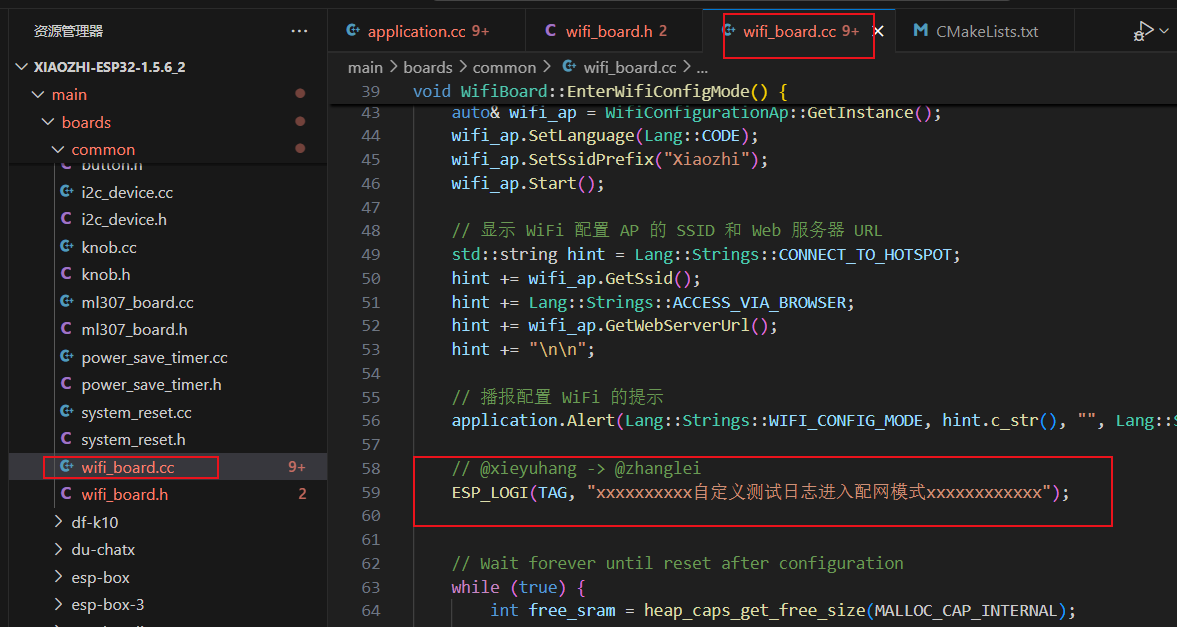 资源管理器
XIAOZHI-ESP32-1.5.6_2
main
boards
common
button.h
i2c_device.cc
i2c_device.h
knob.cc
knob.h
ml307_board.cc
ml307_board.h
power_save_timer.cc
power_save_timer.h
system_reset.cc
system_reset.h
wifi_board.cc 9+
wifi_board.h 2
df-k10
du-chatx
esp-box
esp-box-3
application.cc 9+ wifi_board.h 2 wifi_board.cc 9+ CMakeLists.txt
main > boards > common > wifi_board.cc > ...
39 void WifiBoard::EnterWifiConfigMode() {
43 auto& wifi_ap = WifiConfigurationAp::GetInstance();
44 wifi_ap.SetLanguage(Lang::CODE);
45 wifi_ap.SetSsidPrefix("Xiaozhi");
46 wifi_ap.Start();
47
48 // 显示 WiFi 配置 AP 的 SSID 和 Web 服务器 URL
49 std::string hint = Lang::Strings::CONNECT_TO_HOTSPOT;
50 hint += wifi_ap.GetSsid();
51 hint += Lang::Strings::ACCESS_VIA_BROWSER;
52 hint += wifi_ap.GetWebServerUrl();
53 hint += "\n\n";
54
55 // 播报配置 WiFi 的提示
56 application.Alert(Lang::Strings::WIFI_CONFIG_MODE, hint.c_str(), "", Lang::
57
58 // @xieyuhang -> @zhanglei
59 ESP_LOGI(TAG, "xxxxxxxxxx自定义测试日志进入配网模式xxxxxxxxxxxx");
60
61
62 // Wait forever until reset after configuration
63 while (true) {
64 int free_sram = heap_caps_get_free_size(MALLOC_CAP_INTERNAL);